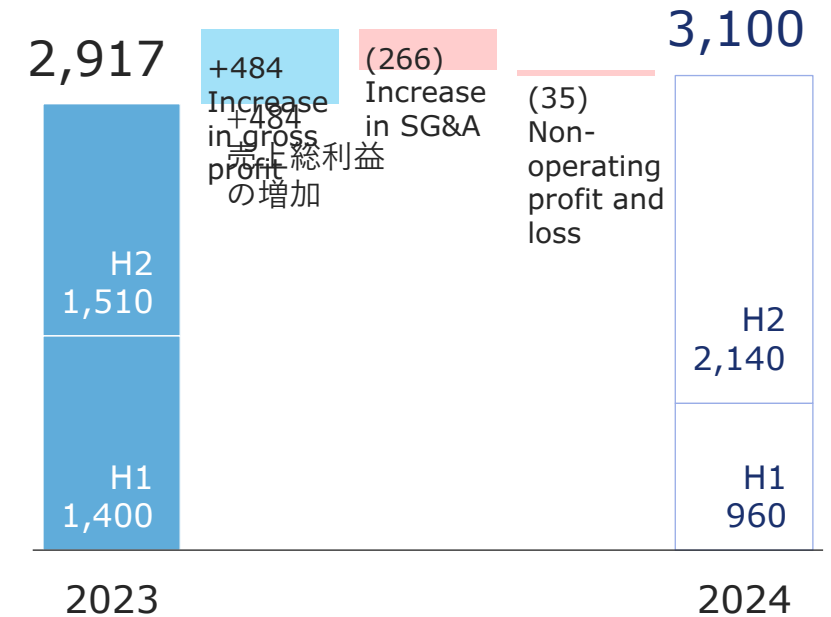 2,917
H2
1,510
H1
1,400
2023
+484
Increase
in gross
profit
+484
売上総利益
の増加
(266)
Increase
in SG&A
(35)
Non-
operating
profit and
loss
3,100
H2
2,140
H1
960
2024